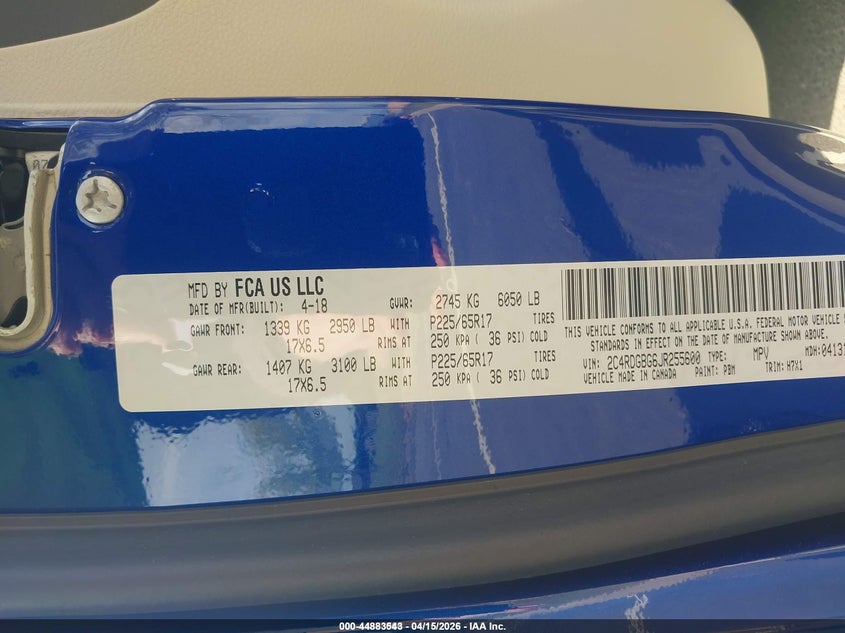 07
MFD BY FCA US LLC
DATE OF MFR(BUILT): 4-18 GVWR: 2745 KG 6050 LB
GAWR FRONT: 1339 KG 2950 LB WITH P225/65R17 TIRES
17X6.5 RIMS AT 250 KPA ( 36 PSI) COLD
GAWR REAR: 1407 KG 3100 LB WITH P225/65R17 TIRES
17X6.5 RIMS AT 250 KPA ( 36 PSI) COLD
THIS VEHICLE CONFORMS TO ALL APPLICABLE U.S.A. FEDERAL MOTOR VEHICLE
STANDARDS IN EFFECT ON THE DATE OF MANUFACTURE SHOWN ABOVE.
VIN: 2C4RDGBG6JR255600 TYPE: MPV MDH:
VEHICLE MADE IN CANADA PAINT: PBM TRIM: H7X1
000-44883543 - 04/15/2026 - IAA Inc.